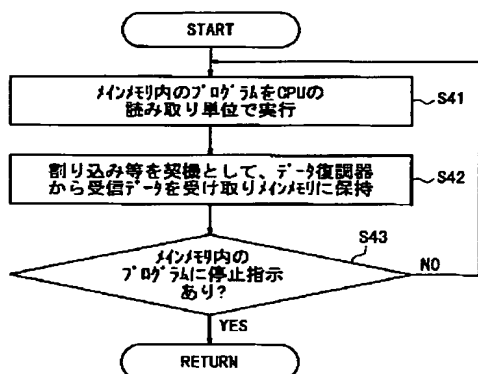 START
メインメモリ内のプログラムをCPUの
読み取り単位で実行
S41
割り込み等を契機として、データ復調器
から受信データを受け取りメインメモリに保持
S42
S43
メインメモリ内の
プログラムに停止指示
あり?
NO
YES
RETURN